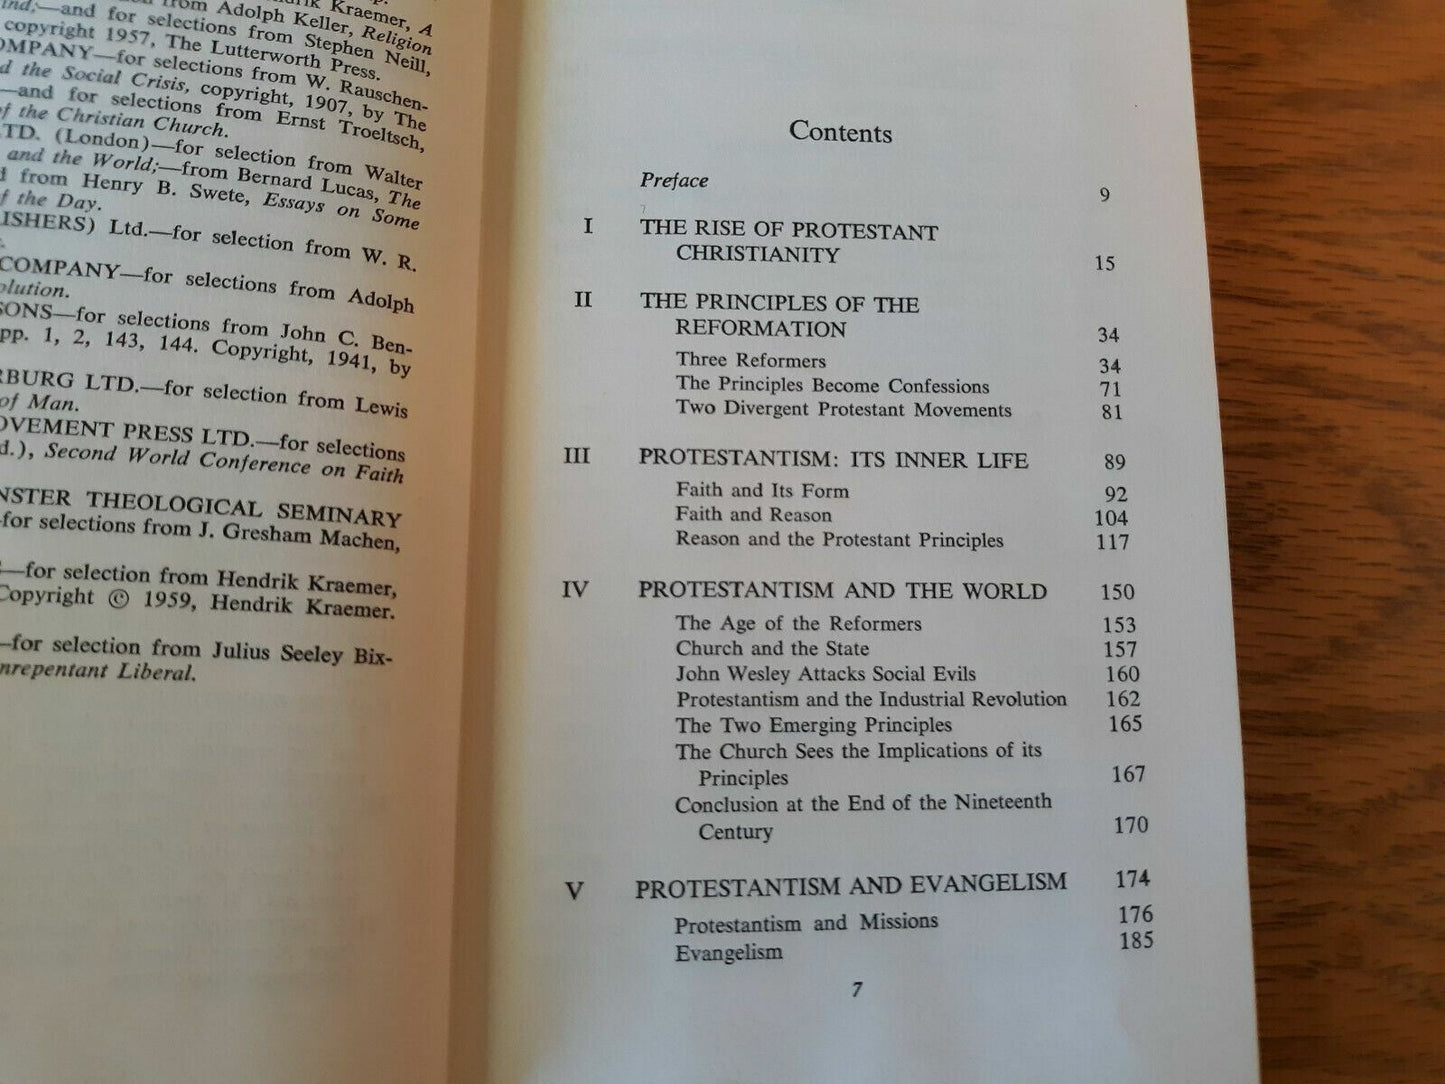 Kraemer, A
from Adolph Keller, Religion
—and for selections from Stephen Neill,
copyright 1957, The Lutterworth Press.
—for selections from W. Rauschen-
the Social Crisis, copyright, 1907, by The
—and for selections from Ernst Troeltsch,
of the Christian Church.
LTD. (London)—for selection from Walter
and the World;—from Bernard Lucas, The
from Henry B. Swete, Essays on Some
of the Day.
Ltd.—for selection from W. R.
COMPANY—for selections from Adolph
—for selections from John C. Ben-
pp. 1, 2, 143, 144. Copyright, 1941, by
LTD.—for selection from Lewis
of Man.
PRESS LTD.—for selections
Second World Conference on Faith
THEOLOGICAL SEMINARY
—for selections from J. Gresham Machen,
—for selection from Hendrik Kraemer,
Copyright © 1959, Hendrik Kraemer.
—for selection from Julius Seeley Bix-
Liberal.
Contents
Preface 9
I THE RISE OF PROTESTANT
CHRISTIANITY 15
II THE PRINCIPLES OF THE
REFORMATION 34
Three Reformers 34
The Principles Become Confessions 71
Two Divergent Protestant Movements 81
III PROTESTANTISM: ITS INNER LIFE 89
Faith and Its Form 92
Faith and Reason 104
Reason and the Protestant Principles 117
IV PROTESTANTISM AND THE WORLD 150
The Age of the Reformers 153
Church and the State 157
John Wesley Attacks Social Evils 160
Protestantism and the Industrial Revolution 162
The Two Emerging Principles 165
The Church Sees the Implications of its
Principles 167
Conclusion at the End of the Nineteenth
Century 170
V PROTESTANTISM AND EVANGELISM 174
Protestantism and Missions 176
Evangelism 185
7